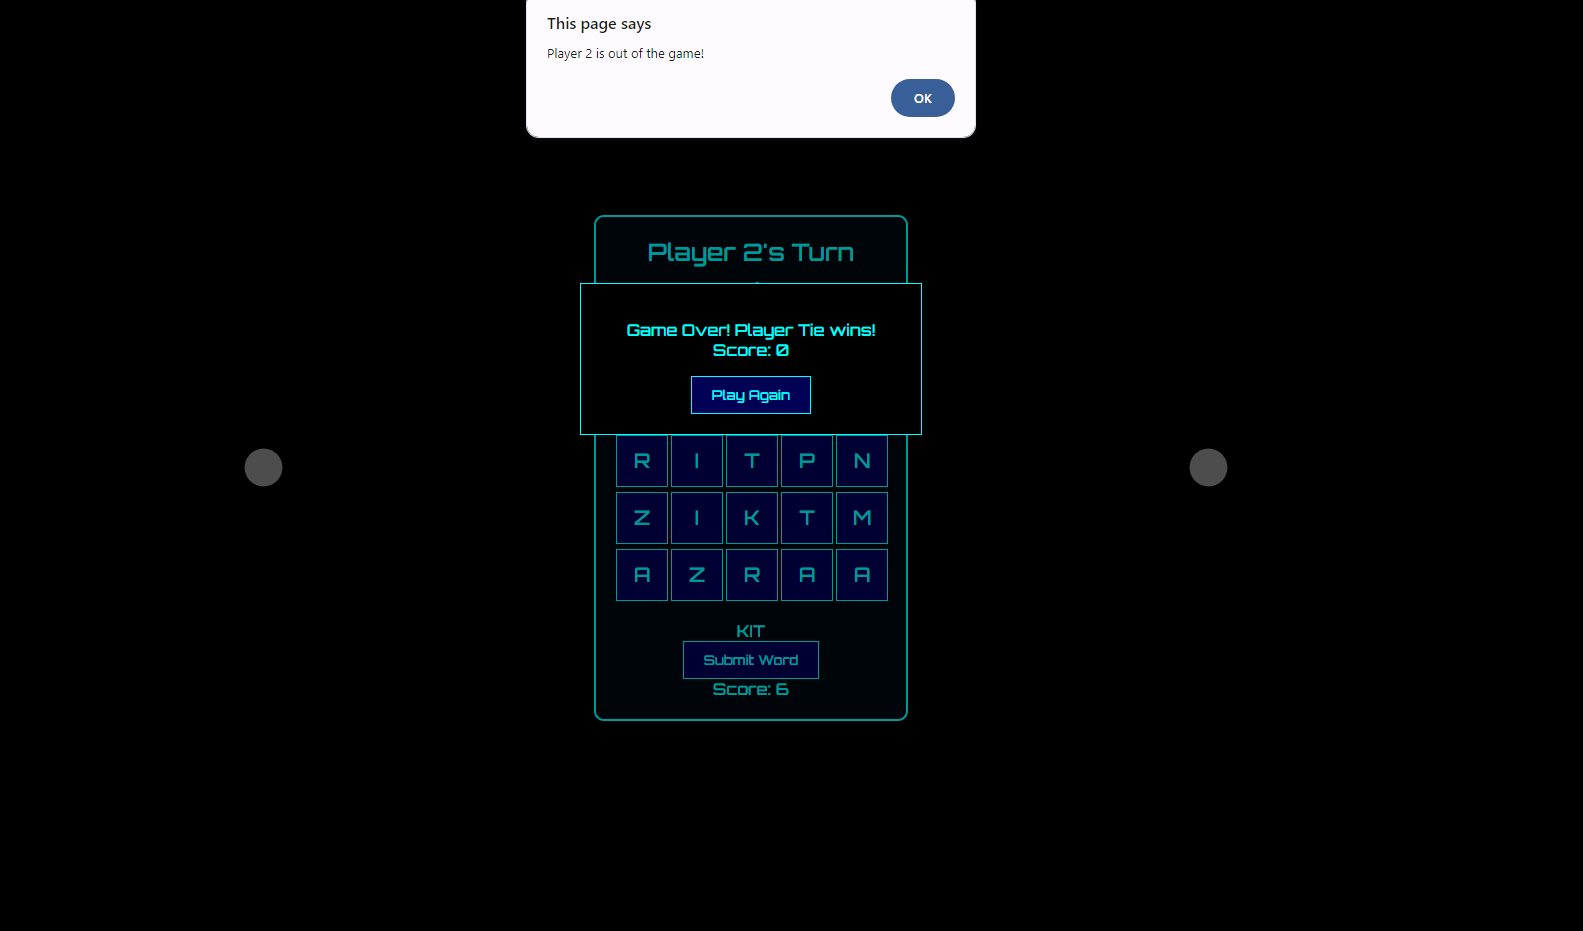 This page says
Player 2 is out of the game!
OK
Player 2's Turn
Game Over! Player Tie wins!
Score: 0
Play Again
R I T P N
Z I K T M
A Z R A A
KIT
Submit Word
Score: 6